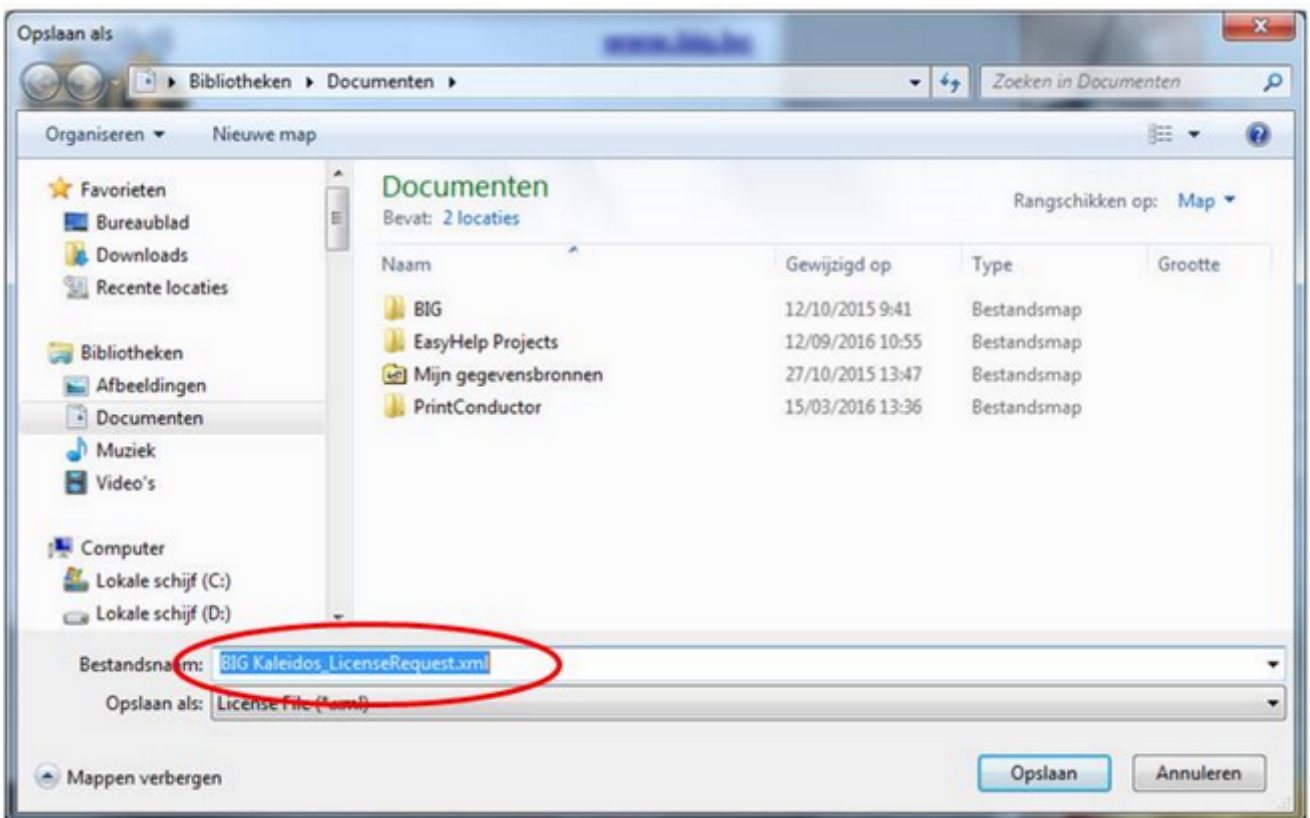 Opslaan als
Bibliotheken Documenten
Zoeken in Documenten
Organiseren Nieuwe map
Favorieten
Bureaublad
Downloads
Recente locaties
Bibliotheken
Afbeeldingen
Documenten
Muziek
Video's
Computer
Lokale schijf (C:)
Lokale schijf (D:)
Documenten
Bevat: 2 locaties
Rangschikken op: Map
Naam Gewijzigd op Type Grootte
BIG 12/10/2015 9:41 Bestandsmap
EasyHelp Projects 12/09/2016 10:55 Bestandsmap
Mijn gegevensbronnen 27/10/2015 13:47 Bestandsmap
PrintConductor 15/03/2016 13:36 Bestandsmap
Bestandsnaam: BIG Kaleidos_LicenseRequest.xml
Opslaan als: License File (*.xml)
Mappen verbergen
Opslaan Annuleren